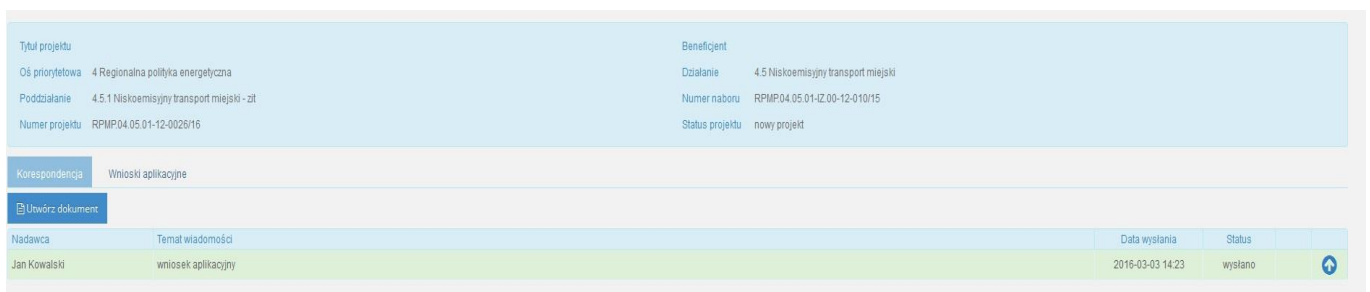 Tytuł projektu Beneficjent
Oś priorytetowa 4 Regionalna polityka energetyczna Działanie 4.5 Niskoemisyjny transport miejski
Poddziałanie 4.5.1 Niskoemisyjny transport miejski - zit Numer naboru RPMP.04.05.01-IZ.00-12-010/15
Numer projektu RPMP.04.05.01-12-0026/16 Status projektu nowy projekt
Korespondencja Wnioski aplikacyjne
Utwórz dokument
Nadawca Temat wiadomości Data wysłania Status
Jan Kowalski wniosek aplikacyjny 2016-03-03 14:23 wysłano